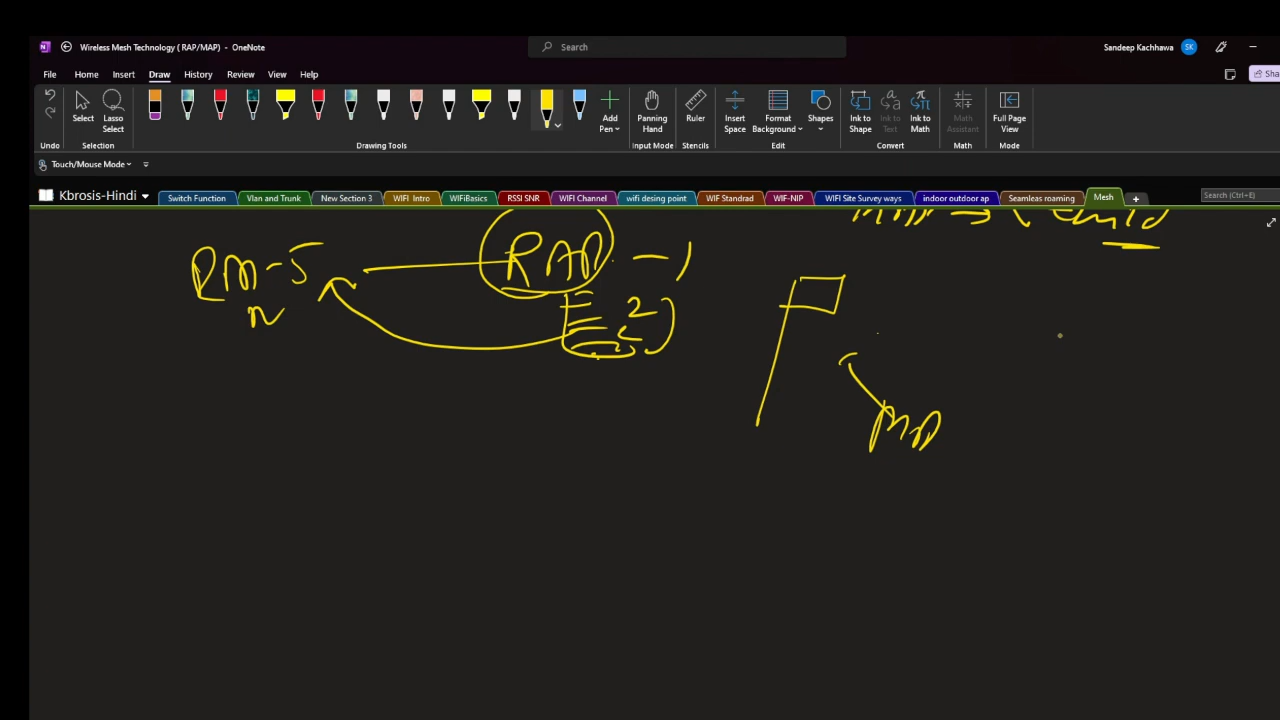 Wireless Mesh Technology ( RAP/MAP) - OneNote
Search
Sandeep Kachhawa SK
File Home Insert Draw History Review View Help
Sha
Select Lasso Select Add Pen Panning Hand Ruler Insert Space Format Background Shapes Ink to Shape Ink to Text Ink to Math Math Assistant Full Page View
Undo Selection Drawing Tools Input Mode Stencils Edit Convert Math Mode
Touch/Mouse Mode
Kbrosis-Hindi Switch Function Vlan and Trunk New Section 3 WIFI Intro WiFiBasics RSSI SNR WIFI Channel wifi desing point WIF Standrad WIF-NIP WIFI Site Survey ways indoor outdoor ap Seamleas roaming Mesh Search (Ctrl+E)
RAP - 1
2